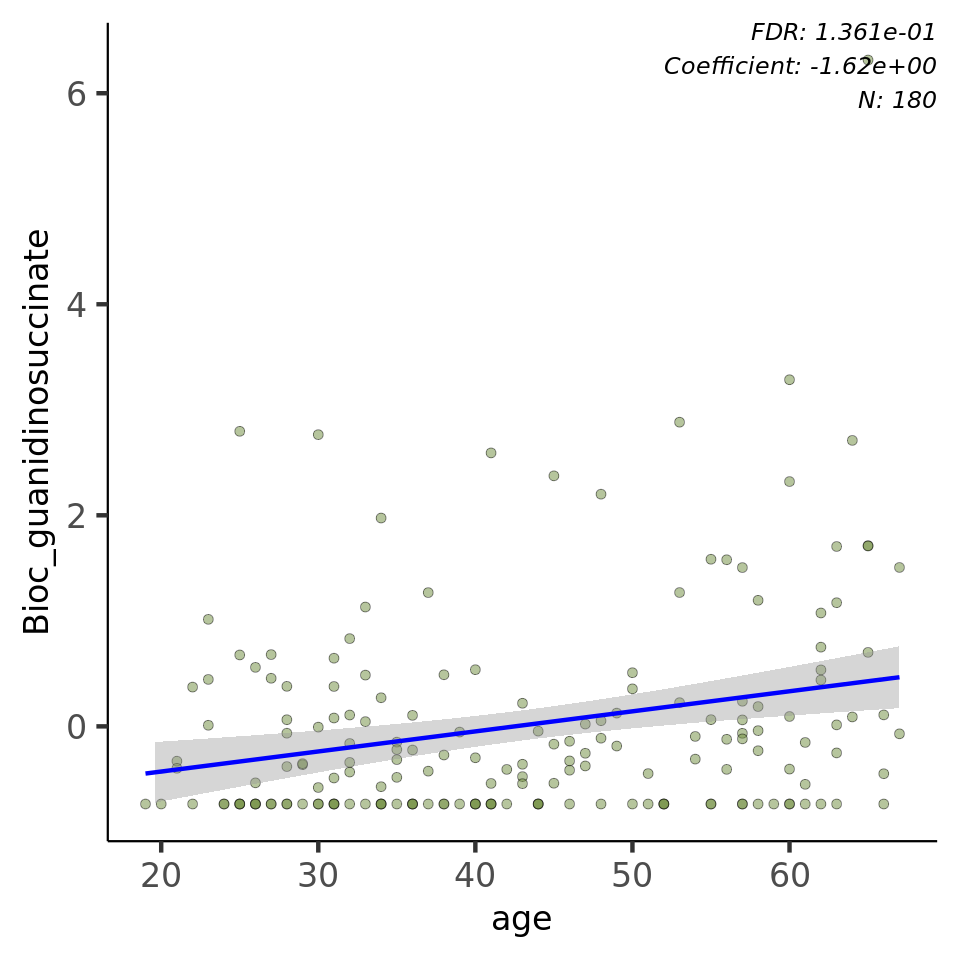 FDR: 1.361e-01
Coefficient: -1.62e+00
N: 180
6
4
2
0
Bioc_guanidinosuccinate
20 30 40 50 60
age